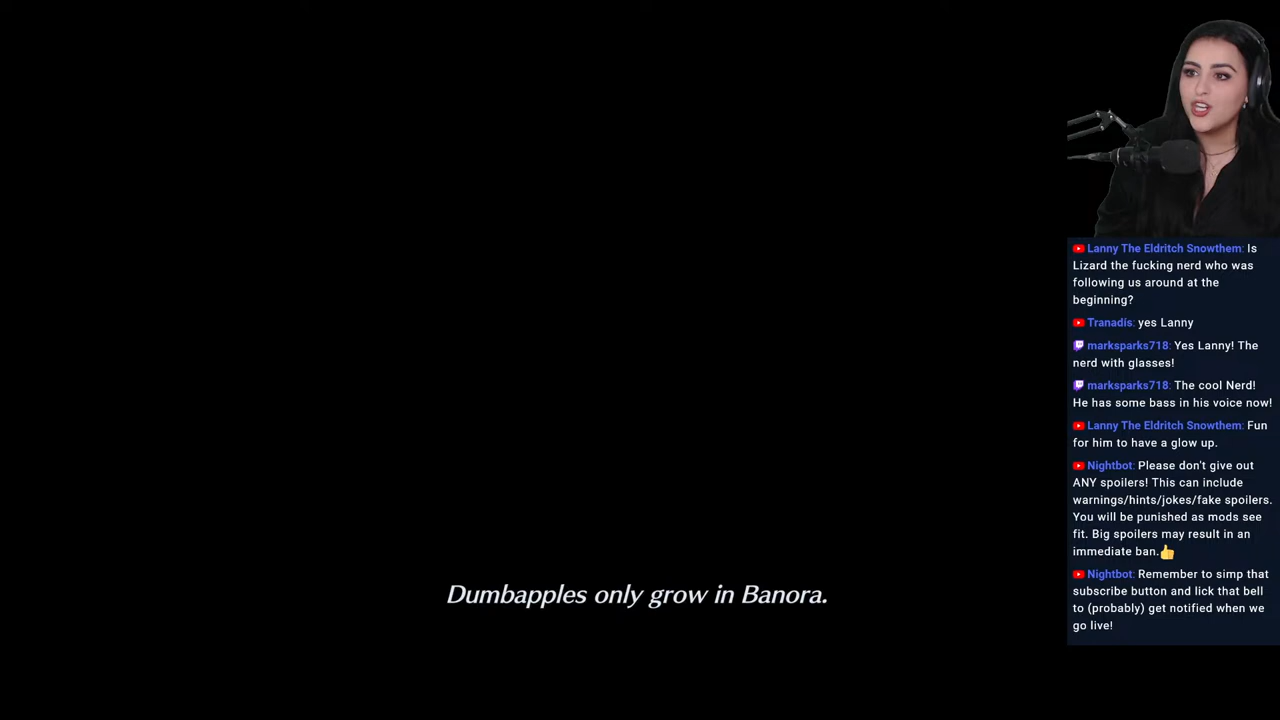 Lanny The Eldritch Snowthem: Is
Lizard the fucking nerd who was
following us around at the
beginning?
Tranadís: yes Lanny
marksparks718: Yes Lanny! The
nerd with glasses!
marksparks718: The cool Nerd!
He has some bass in his voice now!
Lanny The Eldritch Snowthem: Fun
for him to have a glow up.
Nightbot: Please don't give out
ANY spoilers! This can include
warnings/hints/jokes/fake spoilers.
You will be punished as mods see
fit. Big spoilers may result in an
immediate ban.👍
Nightbot: Remember to simp that
subscribe button and lick that bell
to (probably) get notified when we
go live!
Dumbapples only grow in Banora.